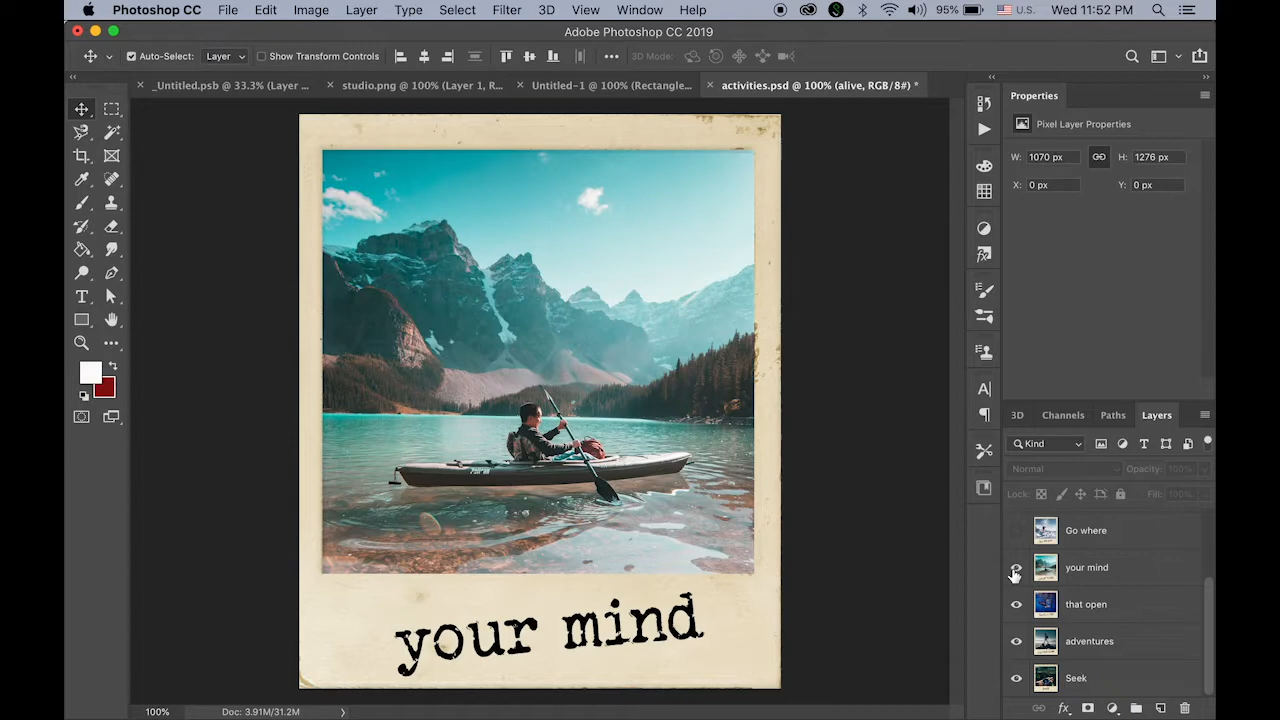 Photoshop CC File Edit Image Layer Type Select Filter 3D View Window Help 95% U.S. Wed 11:52 PM
Adobe Photoshop CC 2019
Auto-Select: Layer Show Transform Controls 3D Mode:
_Untitled.psb @ 33.3% (Layer ... studio.png @ 100% (Layer 1, R... Untitled-1 @ 100% (Rectangle... activities.psd @ 100% (alive, RGB/8#) *
Properties
Pixel Layer Properties
W: 1070 px H: 1276 px
X: 0 px Y: 0 px
your mind
3D Channels Paths Layers
Kind
Normal Opacity: 100%
Lock: Fill: 100%
Go where
your mind
that open
adventures
Seek
100% Doc: 3.91M/31.2M